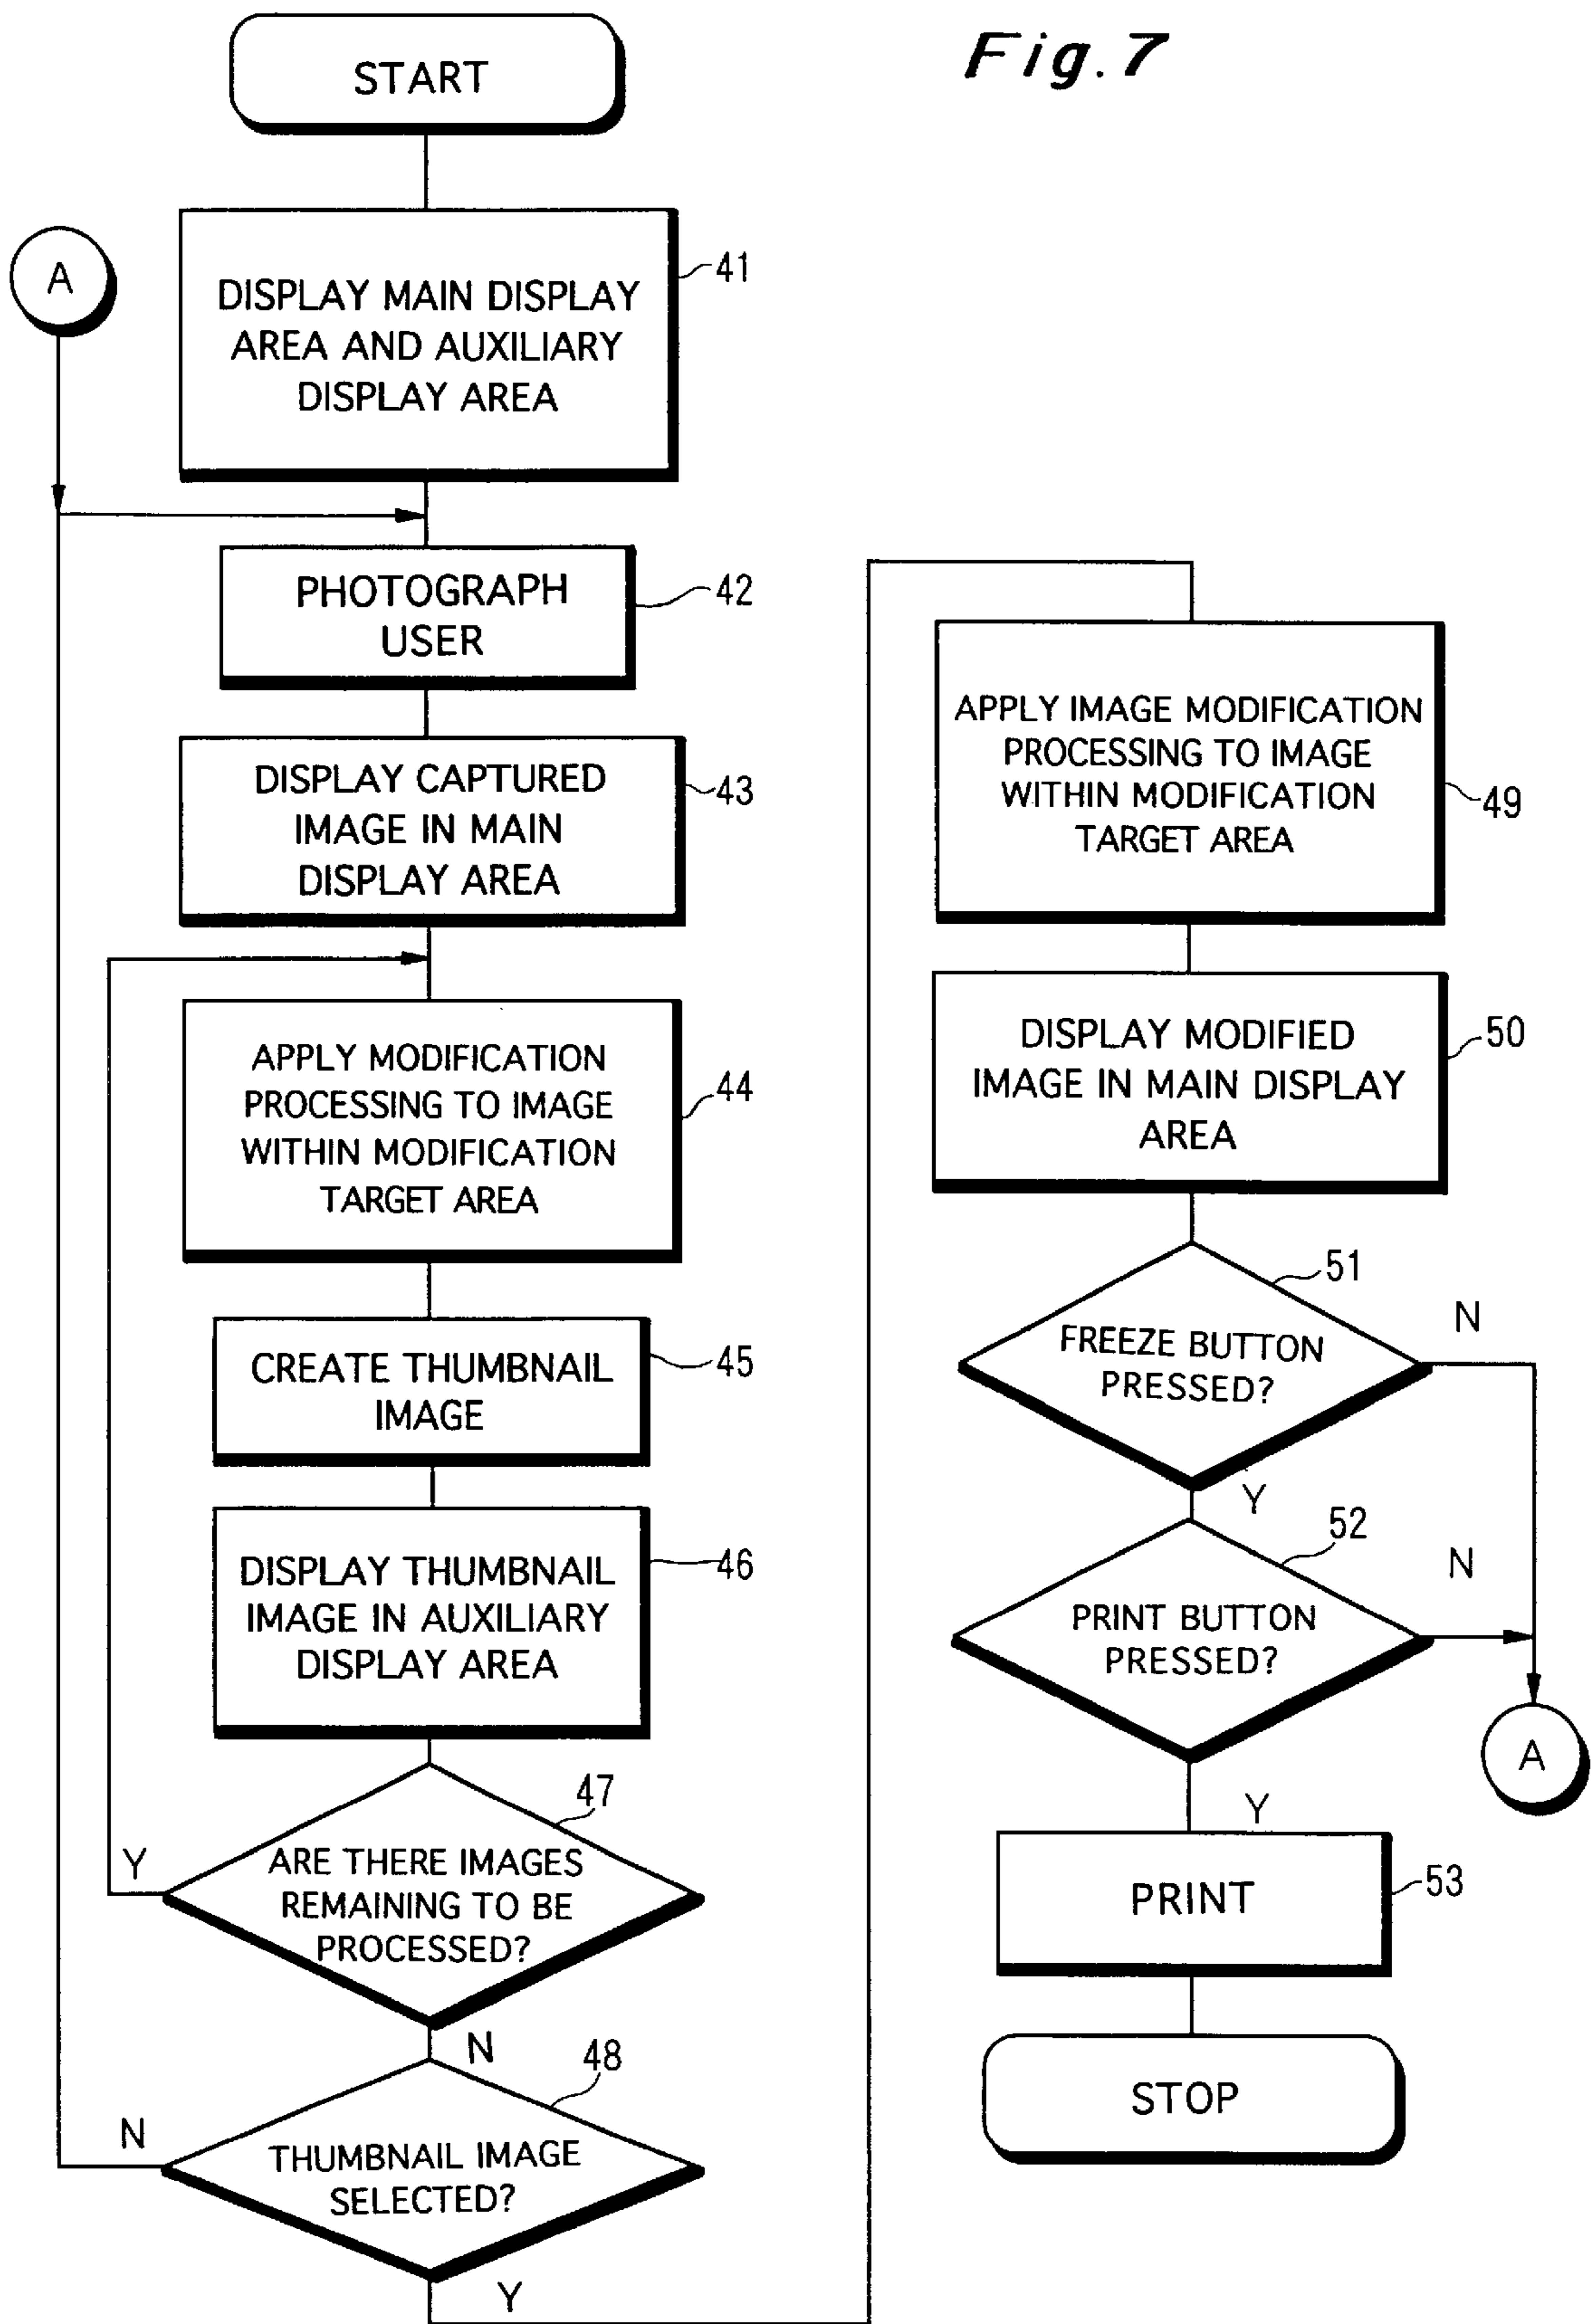 Fig.7
START
A
DISPLAY MAIN DISPLAY
AREA AND AUXILIARY
DISPLAY AREA
41
PHOTOGRAPH
USER
42
DISPLAY CAPTURED
IMAGE IN MAIN
DISPLAY AREA
43
APPLY MODIFICATION
PROCESSING TO IMAGE
WITHIN MODIFICATION
TARGET AREA
44
CREATE THUMBNAIL
IMAGE
45
DISPLAY THUMBNAIL
IMAGE IN AUXILIARY
DISPLAY AREA
46
47
Y
ARE THERE IMAGES
REMAINING TO BE
PROCESSED?
N
48
N
THUMBNAIL IMAGE
SELECTED?
Y
APPLY IMAGE MODIFICATION
PROCESSING TO IMAGE
WITHIN MODIFICATION
TARGET AREA
49
DISPLAY MODIFIED
IMAGE IN MAIN DISPLAY
AREA
50
51
N
FREEZE BUTTON
PRESSED?
Y
52
N
PRINT BUTTON
PRESSED?
A
Y
PRINT
53
STOP